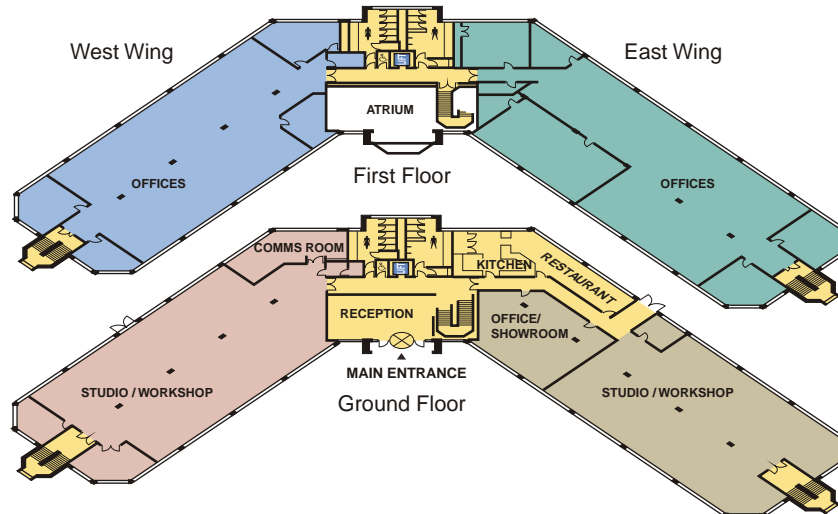 West Wing
East Wing
ATRIUM
First Floor
OFFICES
OFFICES
COMMS ROOM
KITCHEN
RESTAURANT
RECEPTION
OFFICE/
SHOWROOM
MAIN ENTRANCE
STUDIO / WORKSHOP
STUDIO / WORKSHOP
Ground Floor